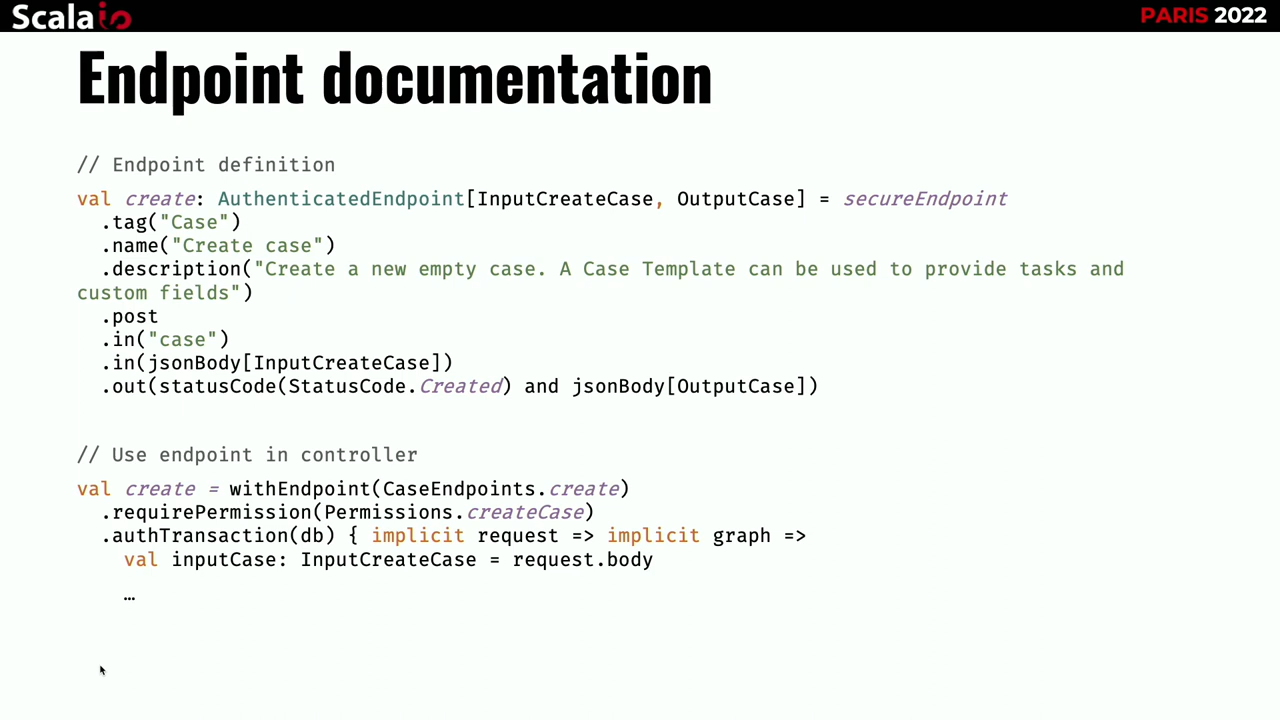 Scalaio
PARIS 2022
Endpoint documentation
// Endpoint definition
val create: AuthenticatedEndpoint[InputCreateCase, OutputCase] = secureEndpoint
  .tag("Case")
  .name("Create case")
  .description("Create a new empty case. A Case Template can be used to provide tasks and
custom fields")
  .post
  .in("case")
  .in(jsonBody[InputCreateCase])
  .out(statusCode(StatusCode.Created) and jsonBody[OutputCase])
// Use endpoint in controller
val create = withEndpoint(CaseEndpoints.create)
  .requirePermission(Permissions.createCase)
  .authTransaction(db) { implicit request => implicit graph =>
    val inputCase: InputCreateCase = request.body
    …